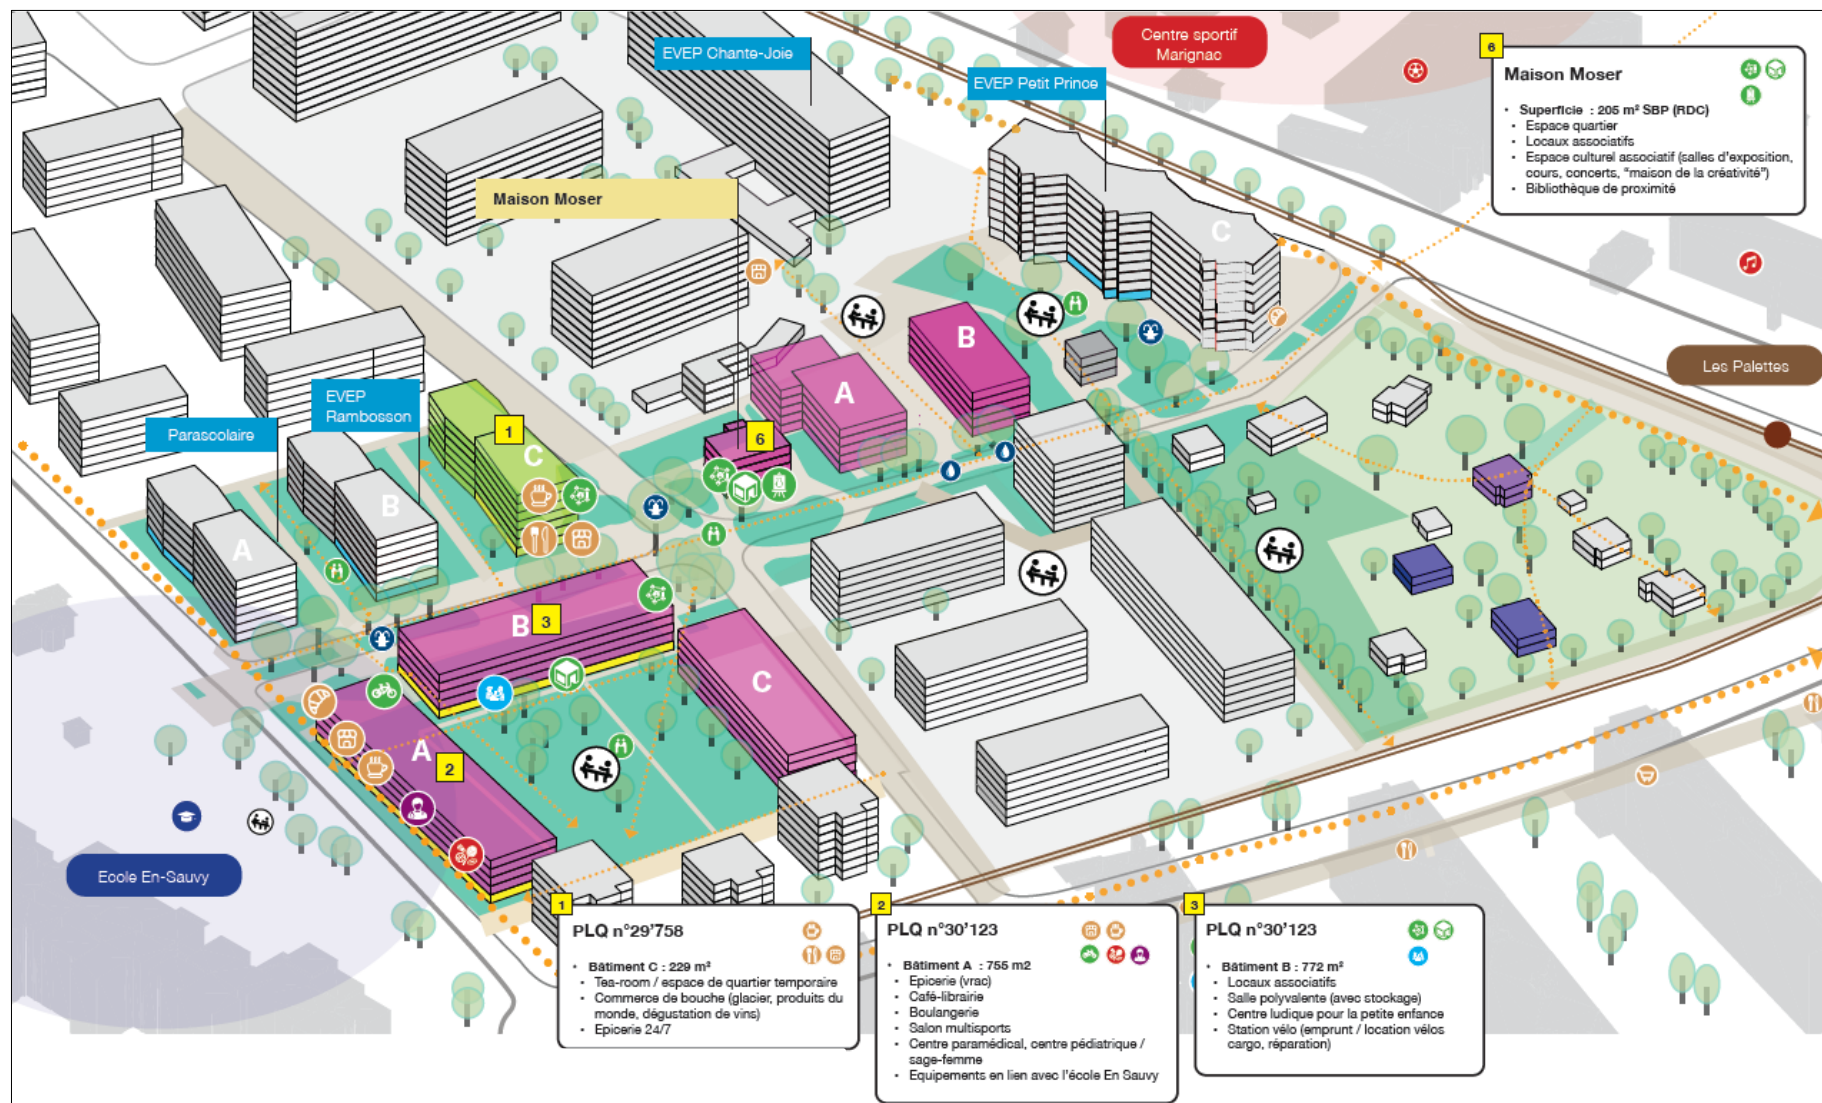 EVEP Chante-Joie
Centre sportif
Marignac
EVEP Petit Prince
6
Maison Moser
• Superficie : 205 m² SBP (RDC)
• Espace quartier
• Locaux associatifs
• Espace culturel associatif (salles d'exposition,
cours, concerts, "maison de la créativité")
• Bibliothèque de proximité
Maison Moser
C
B
A
Les Palettes
EVEP
Rambosson
Parascolaire
1
C
6
B
A
B
3
C
A
2
Ecole En-Sauvy
1
PLQ n°29'758
• Bâtiment C : 229 m²
• Tea-room / espace de quartier temporaire
• Commerce de bouche (glacier, produits du
monde, dégustation de vins)
• Epicerie 24/7
2
PLQ n°30'123
• Bâtiment A : 755 m2
• Epicerie (vrac)
• Café-librairie
• Boulangerie
• Salon multisports
• Centre paramédical, centre pédiatrique /
sage-femme
• Equipements en lien avec l'école En Sauvy
3
PLQ n°30'123
• Bâtiment B : 772 m²
• Locaux associatifs
• Salle polyvalente (avec stockage)
• Centre ludique pour la petite enfance
• Station vélo (emprunt / location vélos
cargo, réparation)